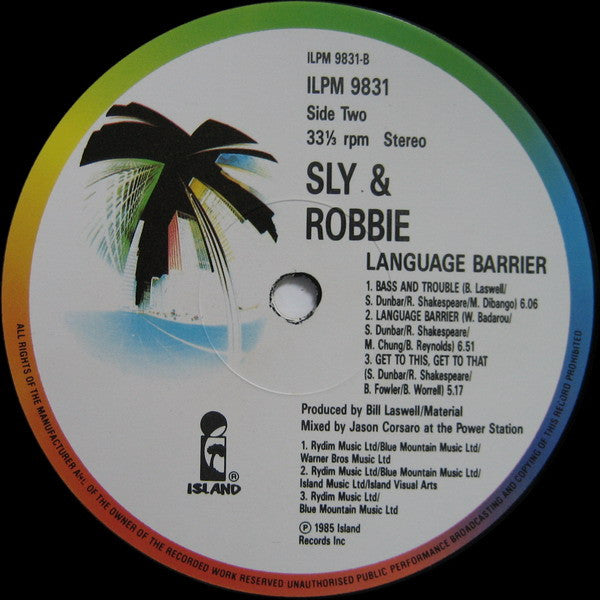 ILPM 9831-B
ILPM 9831
Side Two
33⅓ rpm Stereo
SLY &
ROBBIE
LANGUAGE BARRIER
1. BASS AND TROUBLE (B. Laswell/
S. Dunbar/R. Shakespeare/M. Dibango) 6.06
2. LANGUAGE BARRIER (W. Badarou/
S. Dunbar/R. Shakespeare/
M. Chung/B. Reynolds) 6.51
3. GET TO THIS, GET TO THAT
(S. Dunbar/R. Shakespeare/
B. Fowler/B. Worrell) 5.17
Produced by Bill Laswell/Material
Mixed by Jason Corsaro at the Power Station
1. Rydim Music Ltd/Blue Mountain Music Ltd/
Warner Bros Music Ltd
2. Rydim Music Ltd/Blue Mountain Music Ltd/
Island Music Ltd/Island Visual Arts
3. Rydim Music Ltd/
Blue Mountain Music Ltd
℗ 1985 Island
Records Inc
ISLAND ®
ALL RIGHTS OF THE MANUFACTURER AND OF THE OWNER OF THE RECORDED WORK RESERVED UNAUTHORISED PUBLIC PERFORMANCE BROADCASTING AND COPYING OF THIS RECORD PROHIBITED